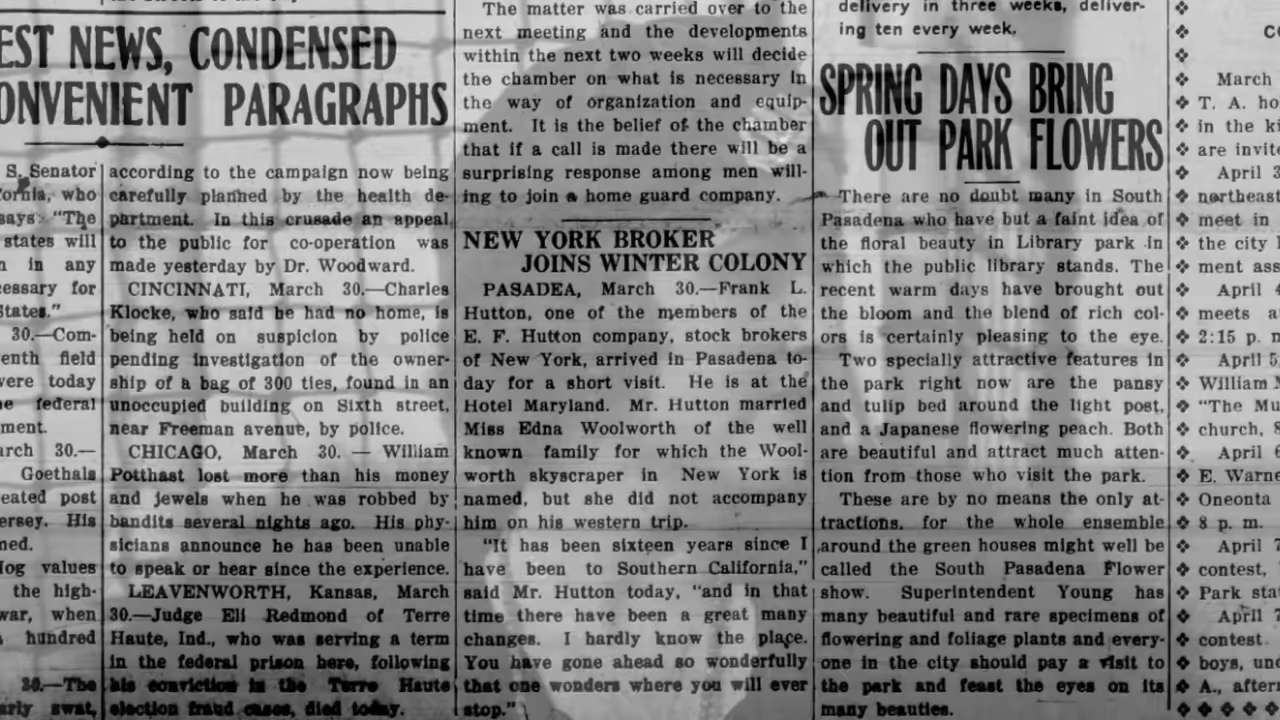 EST NEWS, CONDENSED
ONVENIENT PARAGRAPHS
S. Senator
fornia, who
says: "The
states will
n in any
cessary for
States."
30.—Com-
enth field
were today
e federal
ment.
arch 30.—
Goethals
eated post
ersey. His
ned.
Hog values
the high-
war, when
hundred
30.—The
arly swat,
according to the campaign now being
carefully planned by the health de-
partment. In this crusade an appeal
to the public for co-operation was
made yesterday by Dr. Woodward.
CINCINNATI, March 30.—Charles
Klocke, who said he had no home, is
being held on suspicion by police
pending investigation of the owner-
ship of a bag of 300 ties, found in an
unoccupied building on Sixth street,
near Freeman avenue, by police.
CHICAGO, March 30. — William
Potthast lost more than his money
and jewels when he was robbed by
bandits several nights ago. His phy-
sicians announce he has been unable
to speak or hear since the experience.
LEAVENWORTH, Kansas, March
30.—Judge Eli Redmond of Terre
Haute, Ind., who was serving a term
in the federal prison here, following
his conviction in the Terre Haute
election fraud cases, died today.
The matter was carried over to the
next meeting and the developments
within the next two weeks will decide
the chamber on what is necessary in
the way of organization and equip-
ment. It is the belief of the chamber
that if a call is made there will be a
surprising response among men will-
ing to join a home guard company.
NEW YORK BROKER
JOINS WINTER COLONY
PASADEA, March 30.—Frank L.
Hutton, one of the members of the
E. F. Hutton company, stock brokers
of New York, arrived in Pasadena to-
day for a short visit. He is at the
Hotel Maryland. Mr. Hutton married
Miss Edna Woolworth of the well
known family for which the Wool-
worth skyscraper in New York is
named, but she did not accompany
him on his western trip.
"It has been sixteen years since I
have been to Southern California,"
said Mr. Hutton today, "and in that
time there have been a great many
changes. I hardly know the place.
You have gone ahead so wonderfully
that one wonders where you will ever
stop."
delivery in three weeks, deliver-
ing ten every week.
SPRING DAYS BRING
OUT PARK FLOWERS
There are no doubt many in South
Pasadena who have but a faint idea of
the floral beauty in Library park in
which the public library stands. The
recent warm days have brought out
the bloom and the blend of rich col-
ors is certainly pleasing to the eye.
Two specially attractive features in
the park right now are the pansy
and tulip bed around the light post,
and a Japanese flowering peach. Both
are beautiful and attract much atten-
tion from those who visit the park.
These are by no means the only at-
tractions, for the whole ensemble
around the green houses might well be
called the South Pasadena Flower
show. Superintendent Young has
many beautiful and rare specimens of
flowering and foliage plants and every-
one in the city should pay a visit to
the park and feast the eyes on its
many beauties.
CO
March
T. A. ho
in the ki
are invite
April 3
northeast
meet in
the city
ment ass
April 4
meets a
2:15 p. m
April 5,
William
"The Mu
church, 8
April 6
E. Warne
Oneonta
8 p. m.
April 7
contest,
Park stat
April 7
contest.
boys, und
A., aftern